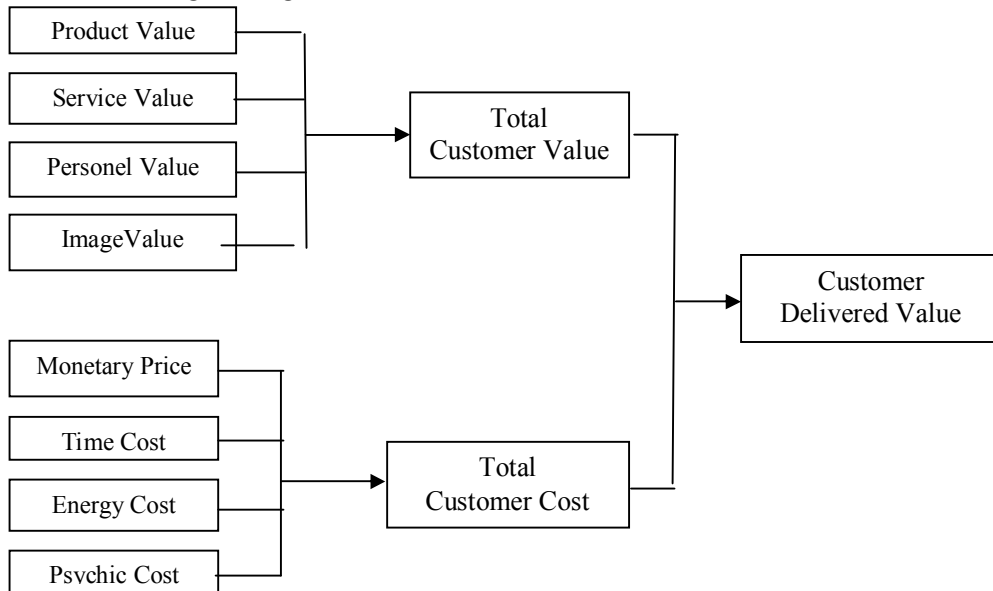 Product Value
Service Value
Personel Value
ImageValue
Total
Customer Value
Customer
Delivered Value
Monetary Price
Time Cost
Energy Cost
Psychic Cost
Total
Customer Cost